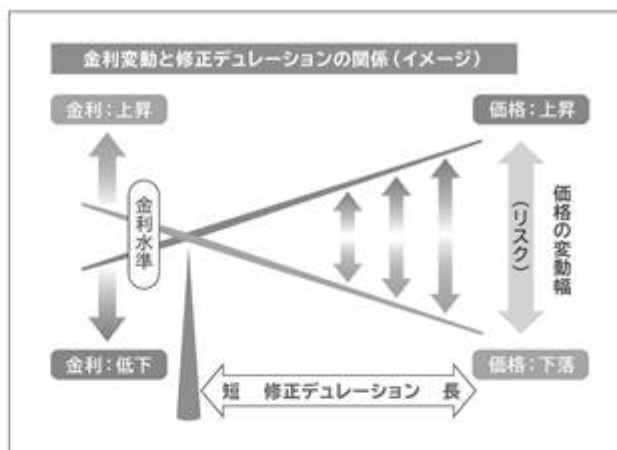 金利変動と修正デュレーションの関係（イメージ）
金利：上昇
価格：上昇
金利水準
価格の変動幅
（リスク）
金利：低下
価格：下落
短 修正デュレーション 長